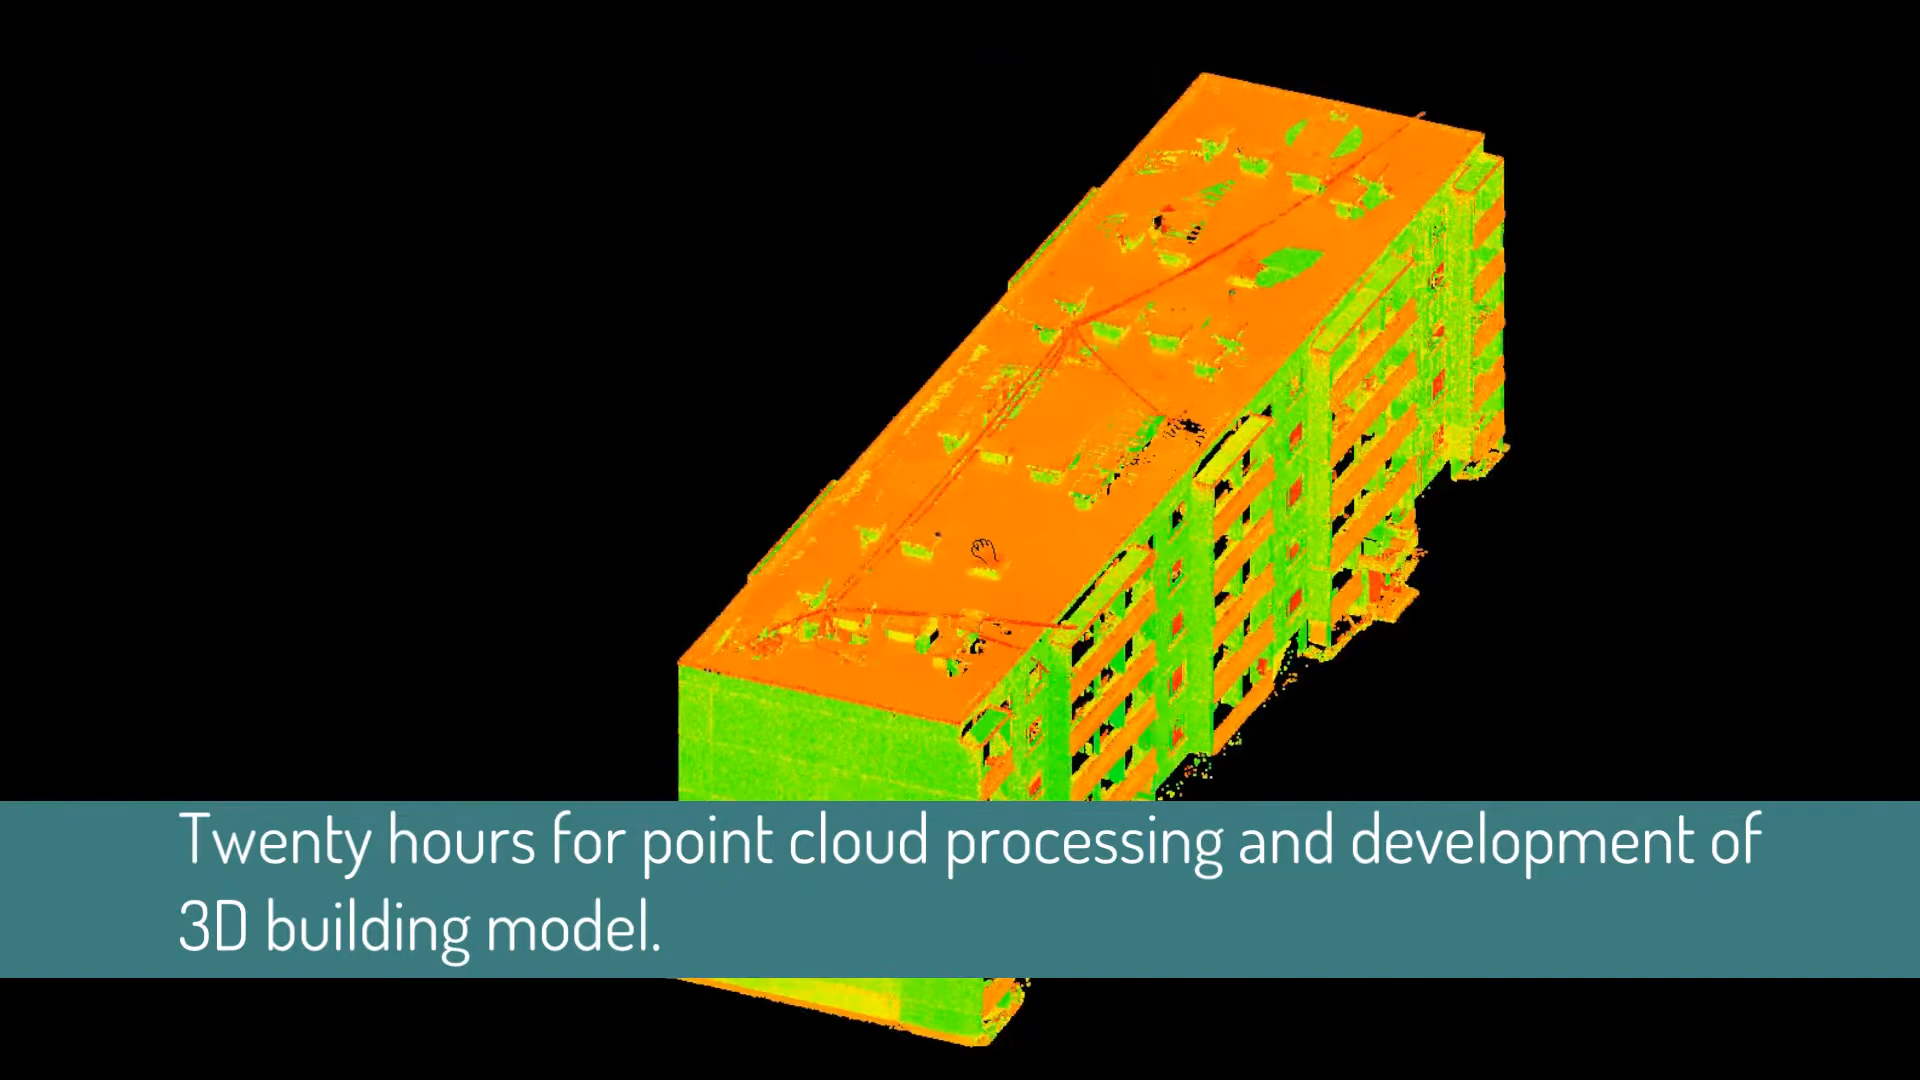 Twenty hours for point cloud processing and development of
3D building model.